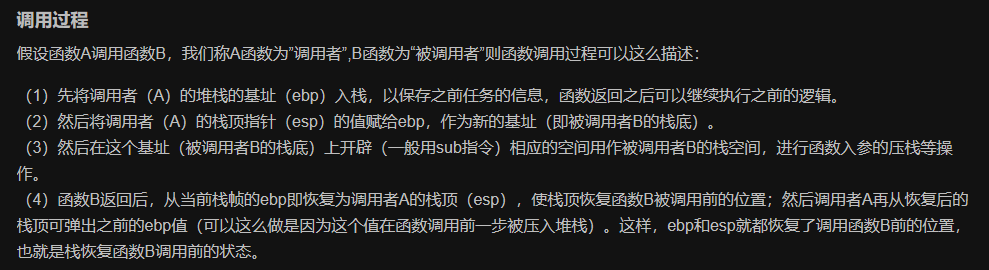 调用过程
假设函数A调用函数B，我们称A函数为”调用者”,B函数为“被调用者”则函数调用过程可以这么描述：
（1）先将调用者（A）的堆栈的基址（ebp）入栈，以保存之前任务的信息，函数返回之后可以继续执行之前的逻辑。
（2）然后将调用者（A）的栈顶指针（esp）的值赋给ebp，作为新的基址（即被调用者B的栈底）。
（3）然后在这个基址（被调用者B的栈底）上开辟（一般用sub指令）相应的空间用作被调用者B的栈空间，进行函数入参的压栈等操
作。
（4）函数B返回后，从当前栈帧的ebp即恢复为调用者A的栈顶（esp），使栈顶恢复函数B被调用前的位置；然后调用者A再从恢复后的
栈顶可弹出之前的ebp值（可以这么做是因为这个值在函数调用前一步被压入堆栈）。这样，ebp和esp就都恢复了调用函数B前的位置，
也就是栈恢复函数B调用前的状态。